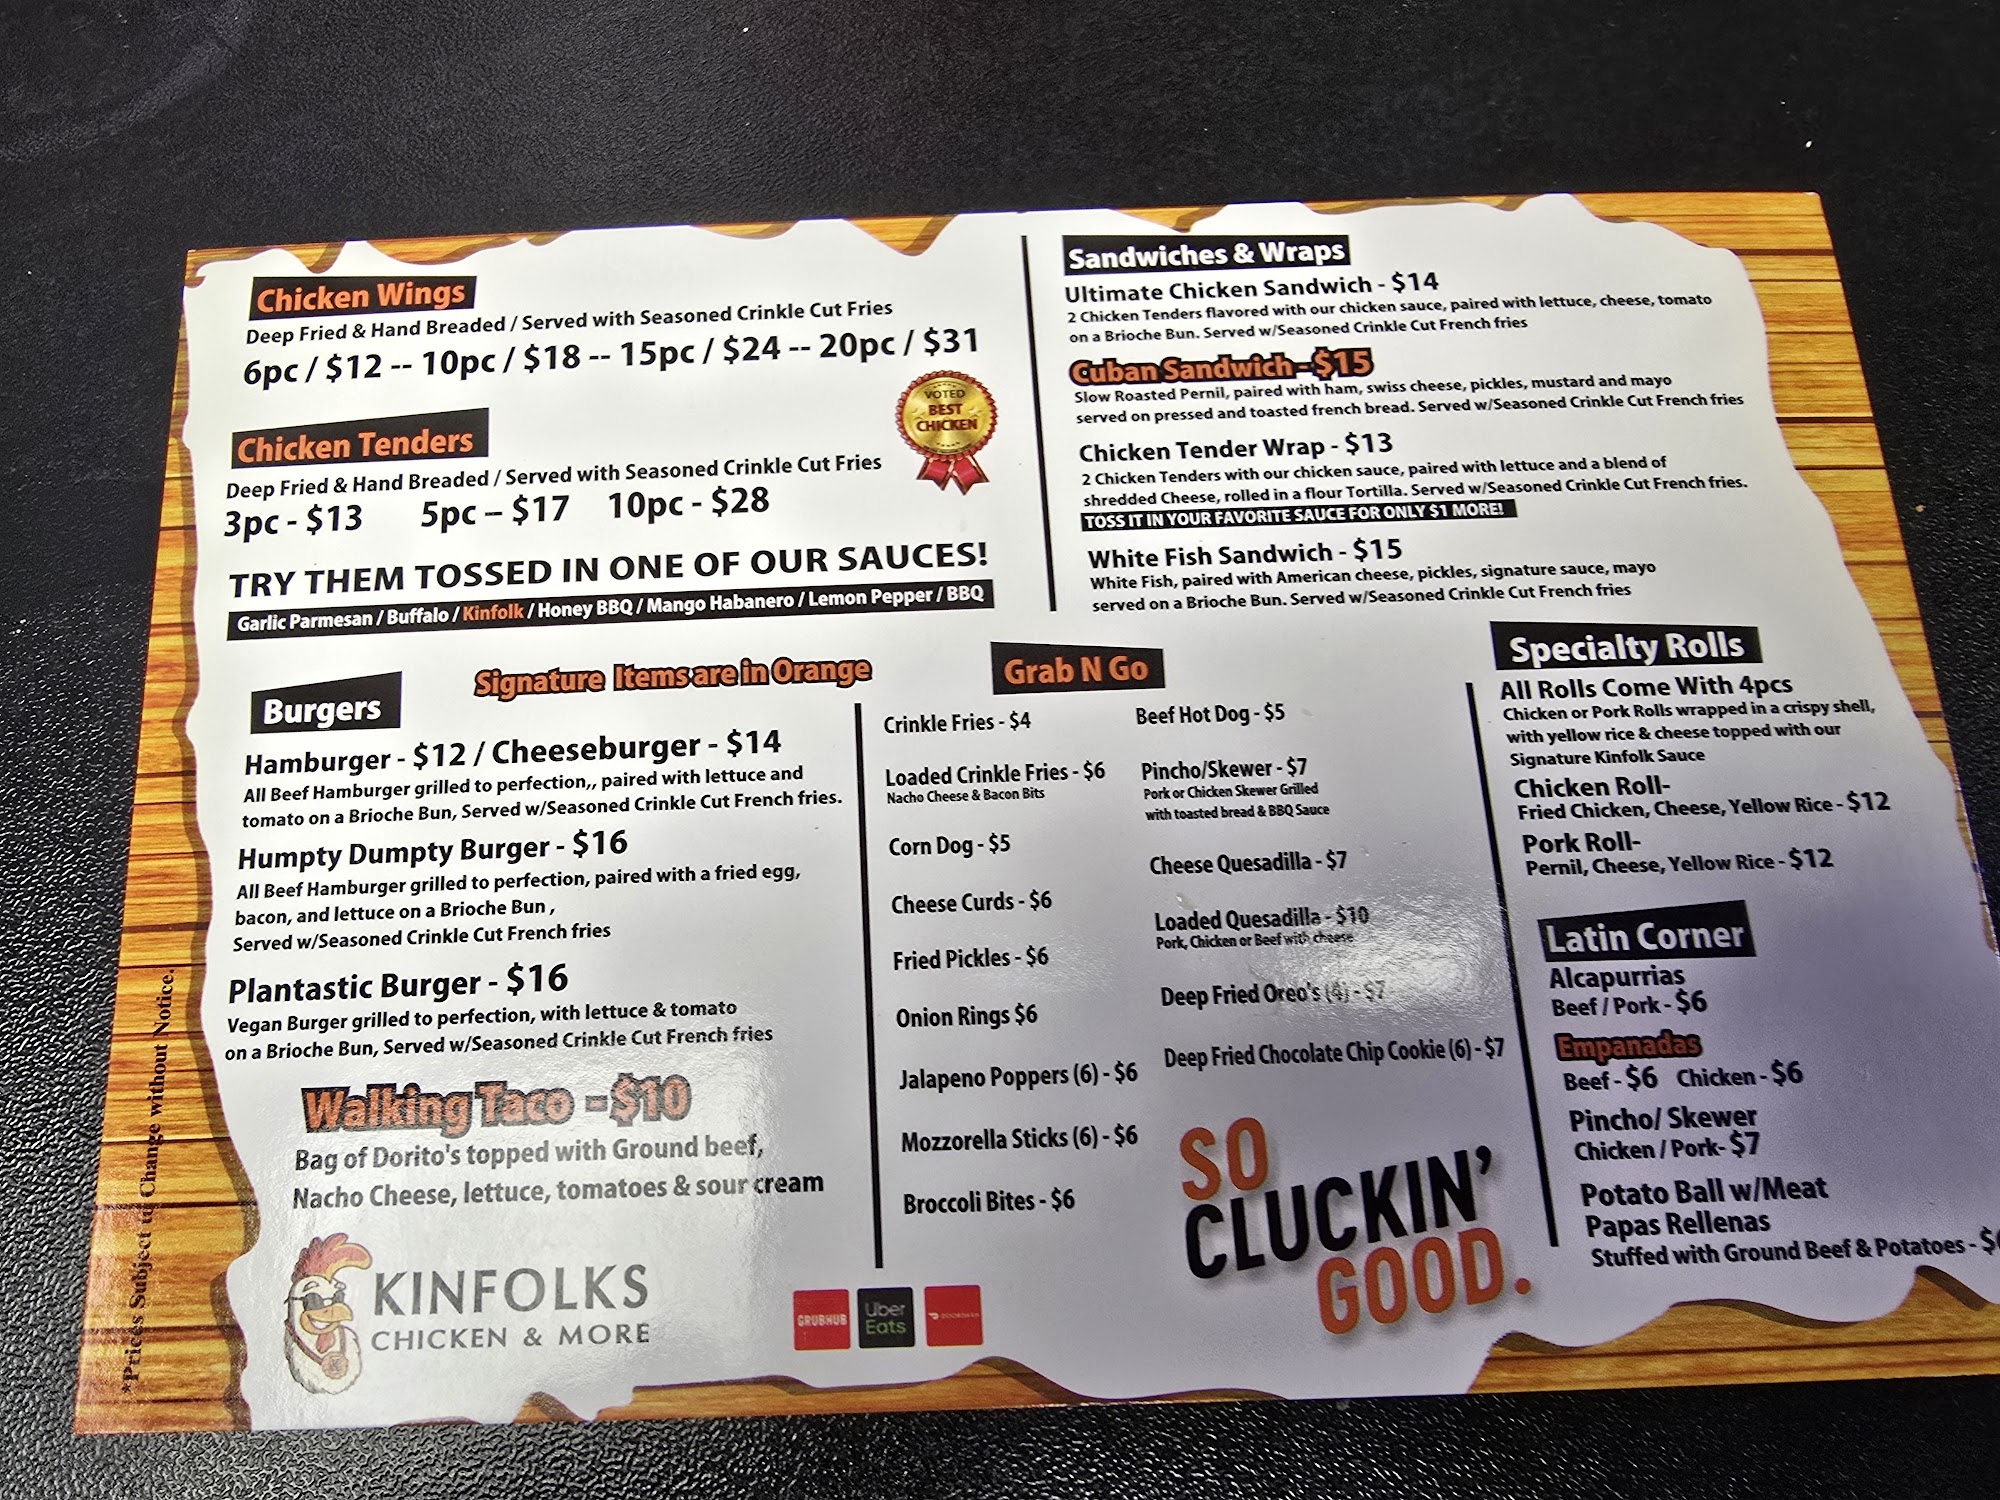 Chicken Wings
Deep Fried & Hand Breaded / Served with Seasoned Crinkle Cut Fries
6pc / $12 -- 10pc / $18 -- 15pc / $24 -- 20pc / $31
VOTED
BEST
CHICKEN
Chicken Tenders
Deep Fried & Hand Breaded / Served with Seasoned Crinkle Cut Fries
3pc - $13 5pc – $17 10pc - $28
TRY THEM TOSSED IN ONE OF OUR SAUCES!
Garlic Parmesan / Buffalo / Kinfolk / Honey BBQ / Mango Habanero / Lemon Pepper / BBQ
Sandwiches & Wraps
Ultimate Chicken Sandwich - $14
2 Chicken Tenders flavored with our chicken sauce, paired with lettuce, cheese, tomato
on a Brioche Bun. Served w/Seasoned Crinkle Cut French fries
Cuban Sandwich - $15
Slow Roasted Pernil, paired with ham, swiss cheese, pickles, mustard and mayo
served on pressed and toasted french bread. Served w/Seasoned Crinkle Cut French fries
Chicken Tender Wrap - $13
2 Chicken Tenders with our chicken sauce, paired with lettuce and a blend of
shredded Cheese, rolled in a flour Tortilla. Served w/Seasoned Crinkle Cut French fries.
TOSS IT IN YOUR FAVORITE SAUCE FOR ONLY $1 MORE!
White Fish Sandwich - $15
White Fish, paired with American cheese, pickles, signature sauce, mayo
served on a Brioche Bun. Served w/Seasoned Crinkle Cut French fries
Signature Items are in Orange
Burgers
Hamburger - $12 / Cheeseburger - $14
All Beef Hamburger grilled to perfection,, paired with lettuce and
tomato on a Brioche Bun, Served w/Seasoned Crinkle Cut French fries.
Humpty Dumpty Burger - $16
All Beef Hamburger grilled to perfection, paired with a fried egg,
bacon, and lettuce on a Brioche Bun ,
Served w/Seasoned Crinkle Cut French fries
Plantastic Burger - $16
Vegan Burger grilled to perfection, with lettuce & tomato
on a Brioche Bun, Served w/Seasoned Crinkle Cut French fries
Walking Taco - $10
Bag of Dorito's topped with Ground beef,
Nacho Cheese, lettuce, tomatoes & sour cream
KINFOLKS
CHICKEN & MORE
*Prices Subject to Change without Notice.
Grab N Go
Crinkle Fries - $4
Loaded Crinkle Fries - $6
Nacho Cheese & Bacon Bits
Corn Dog - $5
Cheese Curds - $6
Fried Pickles - $6
Onion Rings $6
Jalapeno Poppers (6) - $6
Mozzorella Sticks (6) - $6
Broccoli Bites - $6
Beef Hot Dog - $5
Pincho/Skewer - $7
Pork or Chicken Skewer Grilled
with toasted bread & BBQ Sauce
Cheese Quesadilla - $7
Loaded Quesadilla - $10
Pork, Chicken or Beef with cheese
Deep Fried Oreo's (4) - $7
Deep Fried Chocolate Chip Cookie (6) - $7
GRUBHUB
Uber
Eats
DOORDASH
SO
CLUCKIN'
GOOD.
Specialty Rolls
All Rolls Come With 4pcs
Chicken or Pork Rolls wrapped in a crispy shell,
with yellow rice & cheese topped with our
Signature Kinfolk Sauce
Chicken Roll-
Fried Chicken, Cheese, Yellow Rice - $12
Pork Roll-
Pernil, Cheese, Yellow Rice - $12
Latin Corner
Alcapurrias
Beef / Pork - $6
Empanadas
Beef - $6 Chicken - $6
Pincho/ Skewer
Chicken / Pork- $7
Potato Ball w/Meat
Papas Rellenas
Stuffed with Ground Beef & Potatoes - $